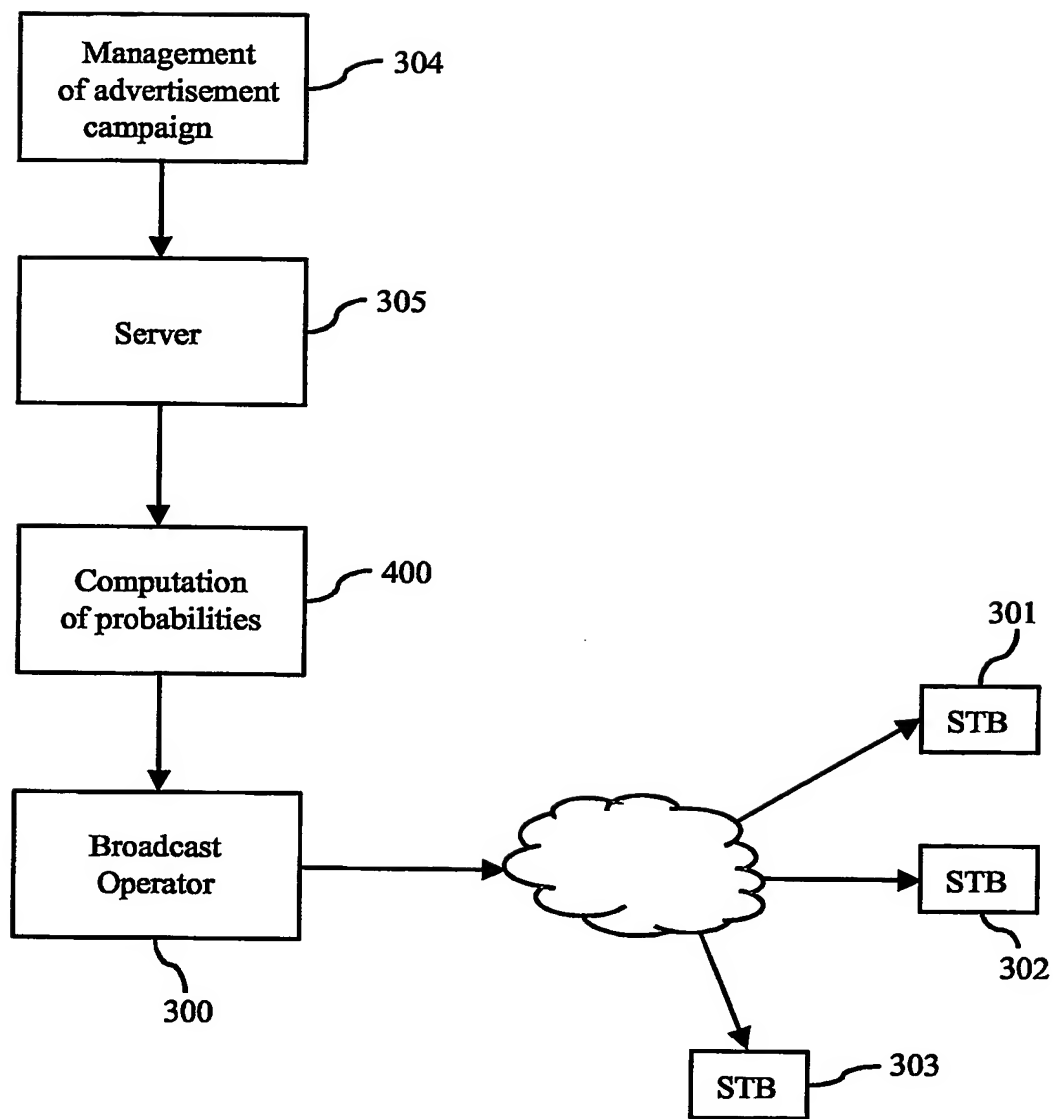 Management
of advertisement
campaign
304
Server
305
Computation
of probabilities
400
301
STB
Broadcast
Operator
STB
300
302
STB
303